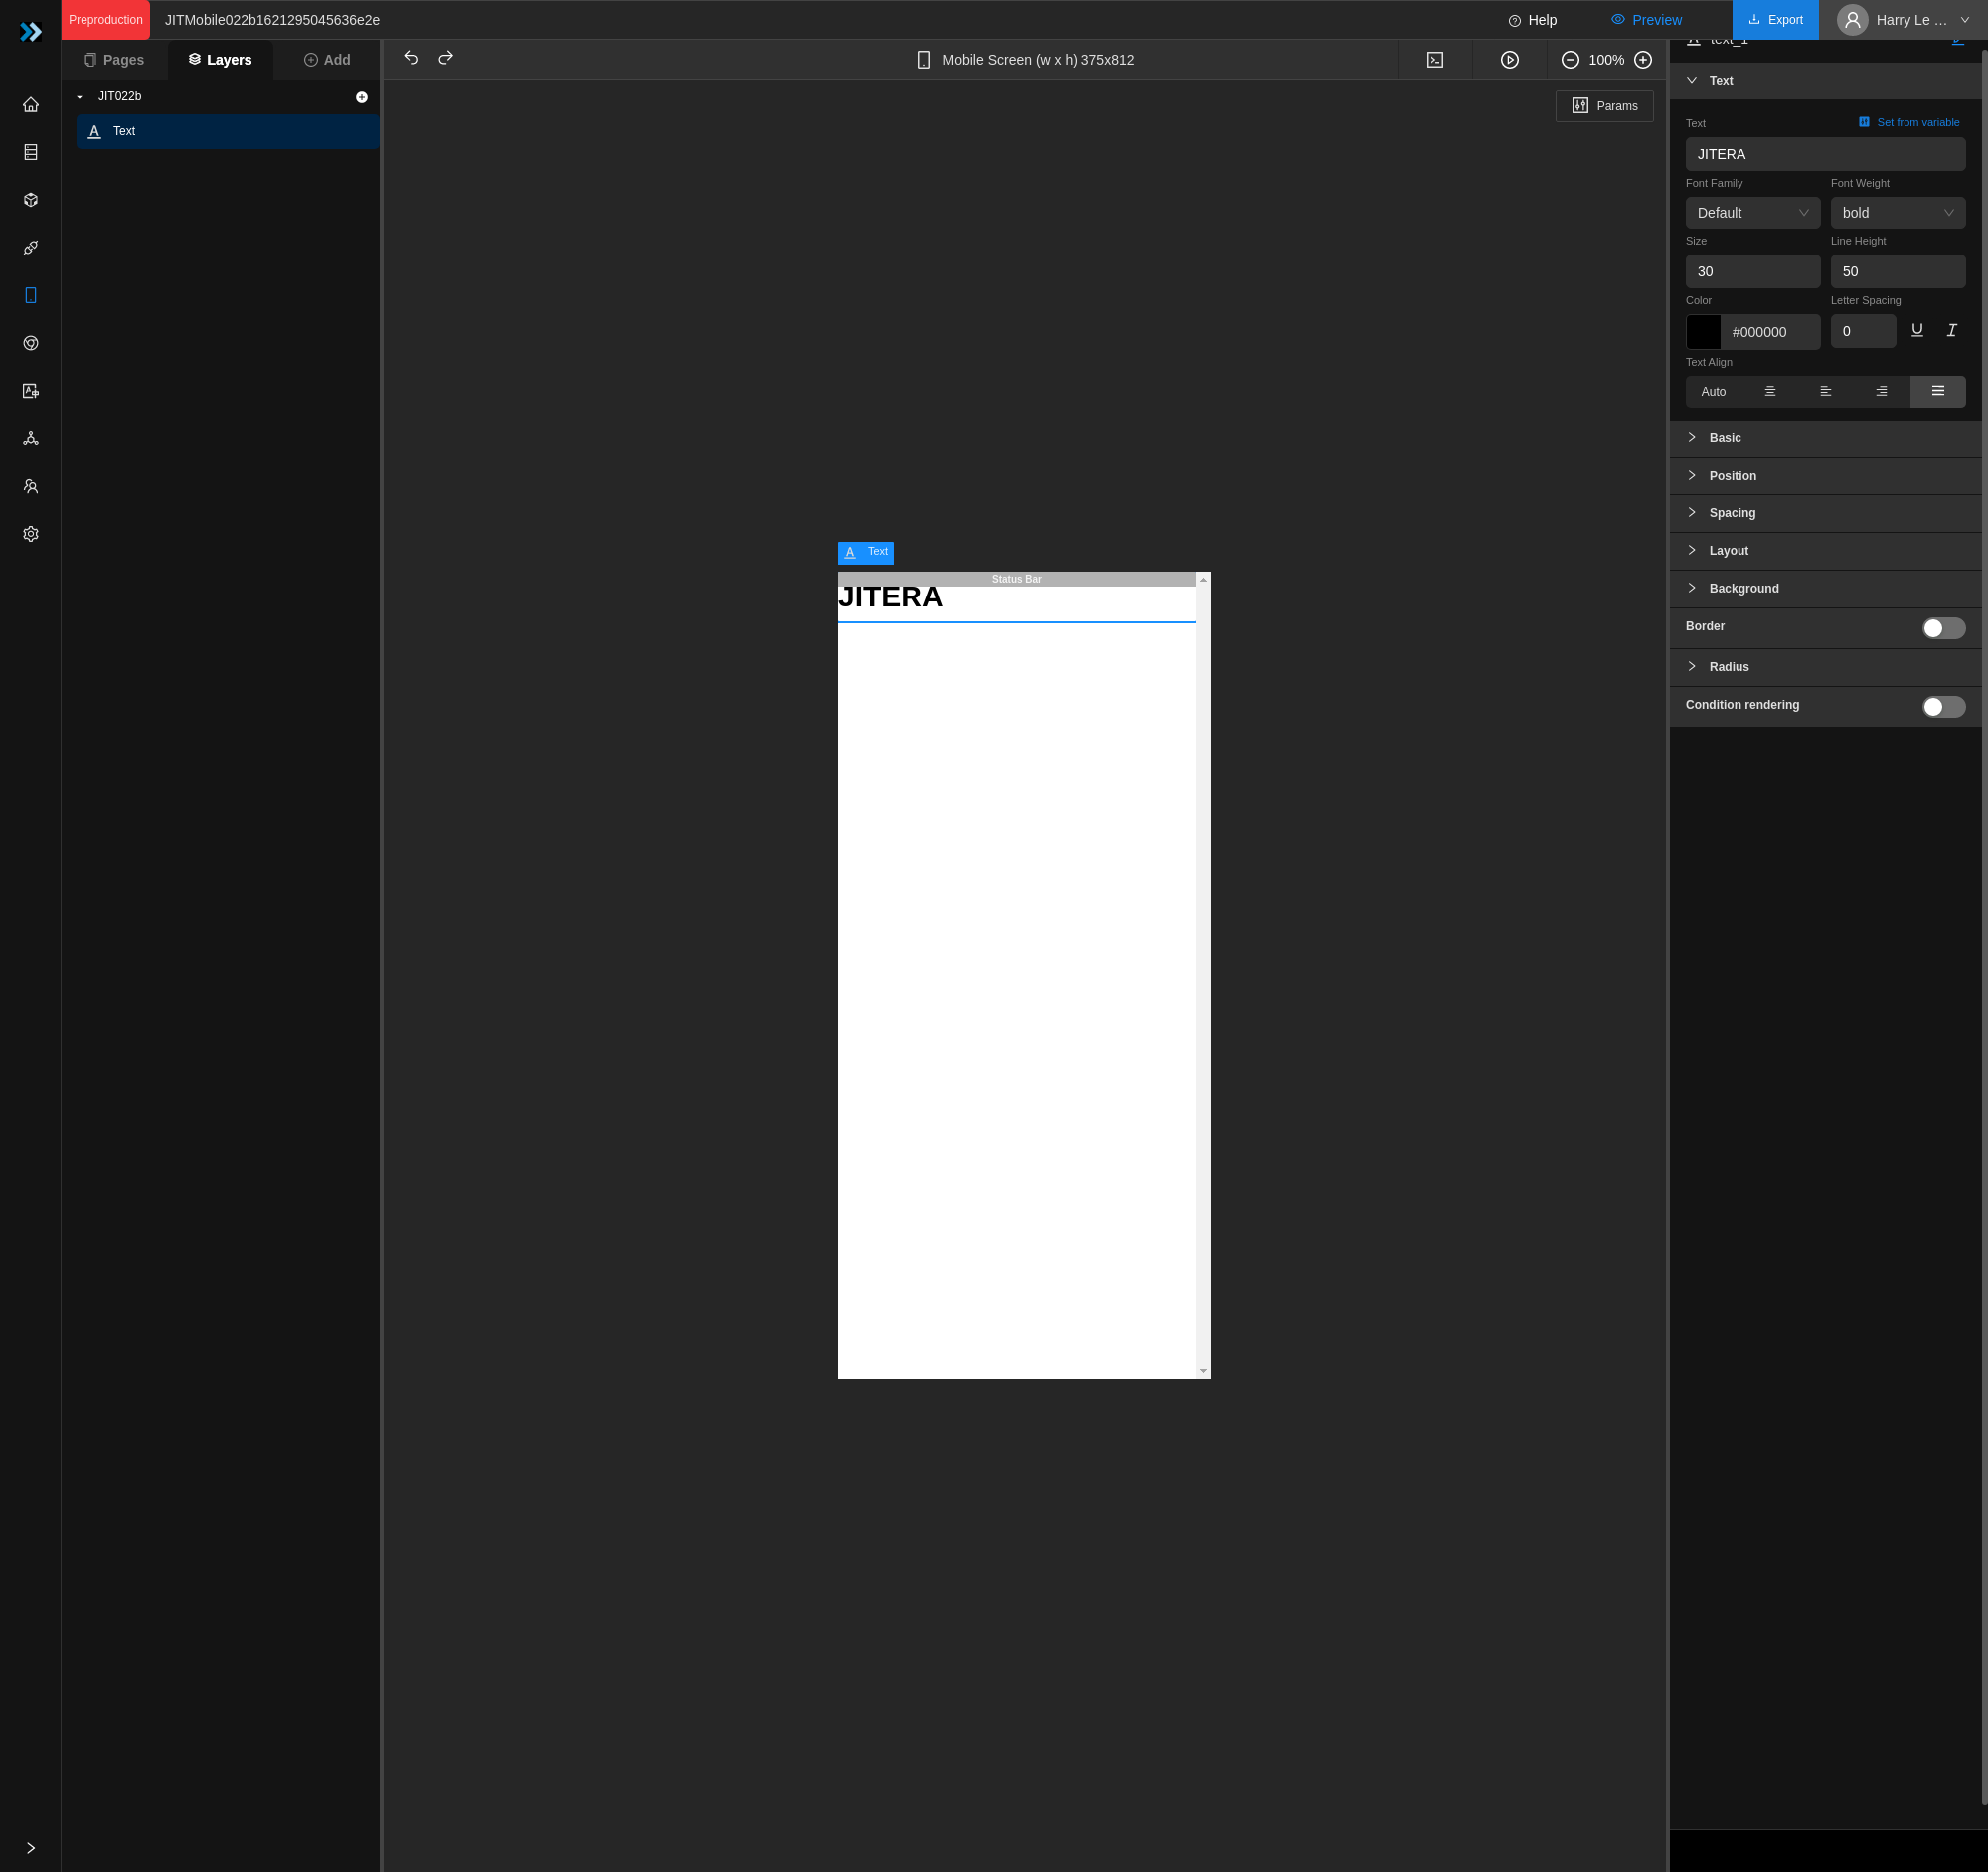 Preproduction
JITMobile022b1621295045636e2e
Help
Preview
Export
Harry Le ...
Pages
Layers
Add
Mobile Screen (w x h) 375x812
100%
text_1
JIT022b
Text
Params
Text
Text
Set from variable
JITERA
Font Family
Font Weight
Default
bold
Size
Line Height
30
50
Color
Letter Spacing
#000000
0
Text Align
Auto
Basic
Position
Spacing
Layout
Background
Border
Radius
Condition rendering
Text
Status Bar
JITERA